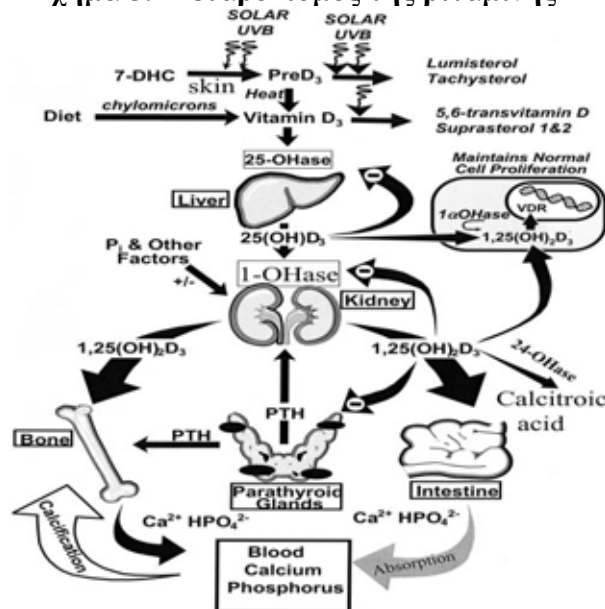 SOLAR
UVB
SOLAR
UVB
7-DHC
skin
PreD₃
Lumisterol
Tachysterol
Heat
Diet
chylomicrons
Vitamin D₃
5,6-transvitamin D
Suprasterol 1&2
25-OHase
Maintains Normal
Cell Proliferation
VDR
Liver
1αOHase
25(OH)D₃
1,25(OH)₂D₃
Pᵢ & Other
Factors
+/-
1-OHase
Kidney
1,25(OH)₂D₃
1,25(OH)₂D₃
24-OHase
Calcitroic
acid
PTH
Bone
PTH
Parathyroid
Glands
Intestine
Ca²⁺ HPO₄²⁻
Ca²⁺ HPO₄²⁻
Calcification
Blood
Calcium
Phosphorus
Absorption